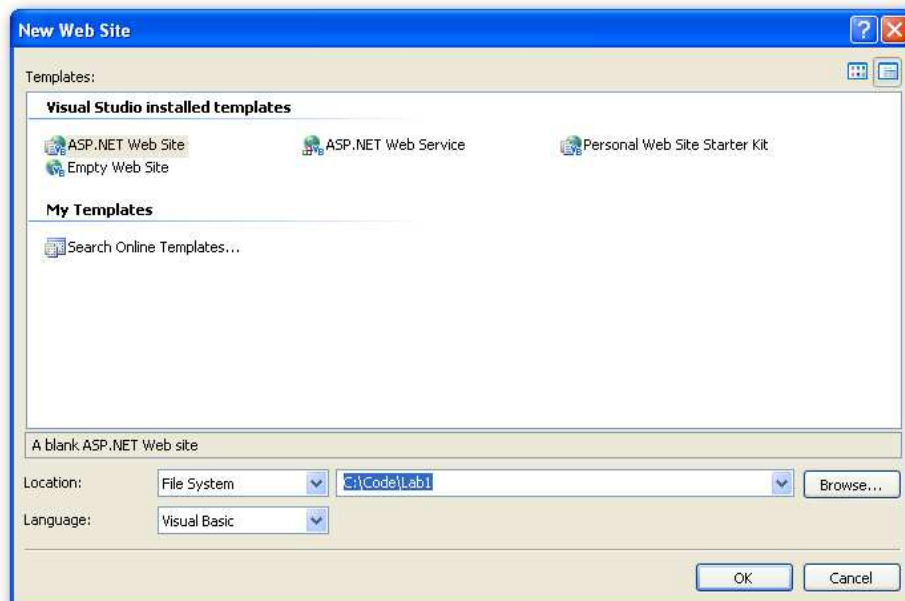 New Web Site
Templates:
Visual Studio installed templates
ASP.NET Web Site ASP.NET Web Service Personal Web Site Starter Kit
Empty Web Site
My Templates
Search Online Templates...
A blank ASP.NET Web site
Location: File System C:\Code\Lab1 Browse...
Language: Visual Basic
OK Cancel